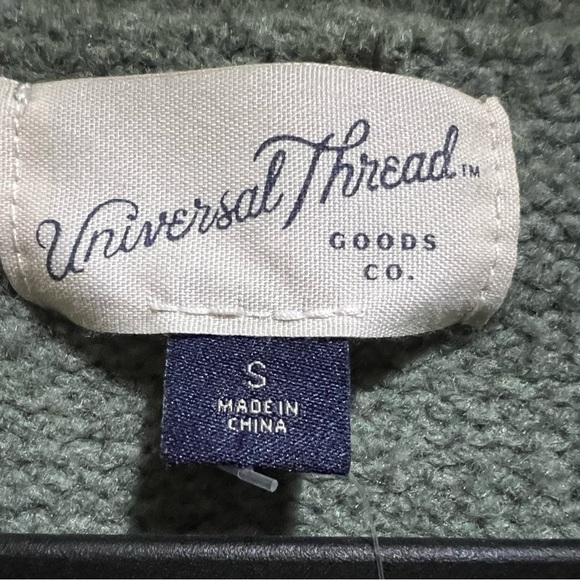 Universal Thread™
GOODS
CO.
S
MADE IN
CHINA